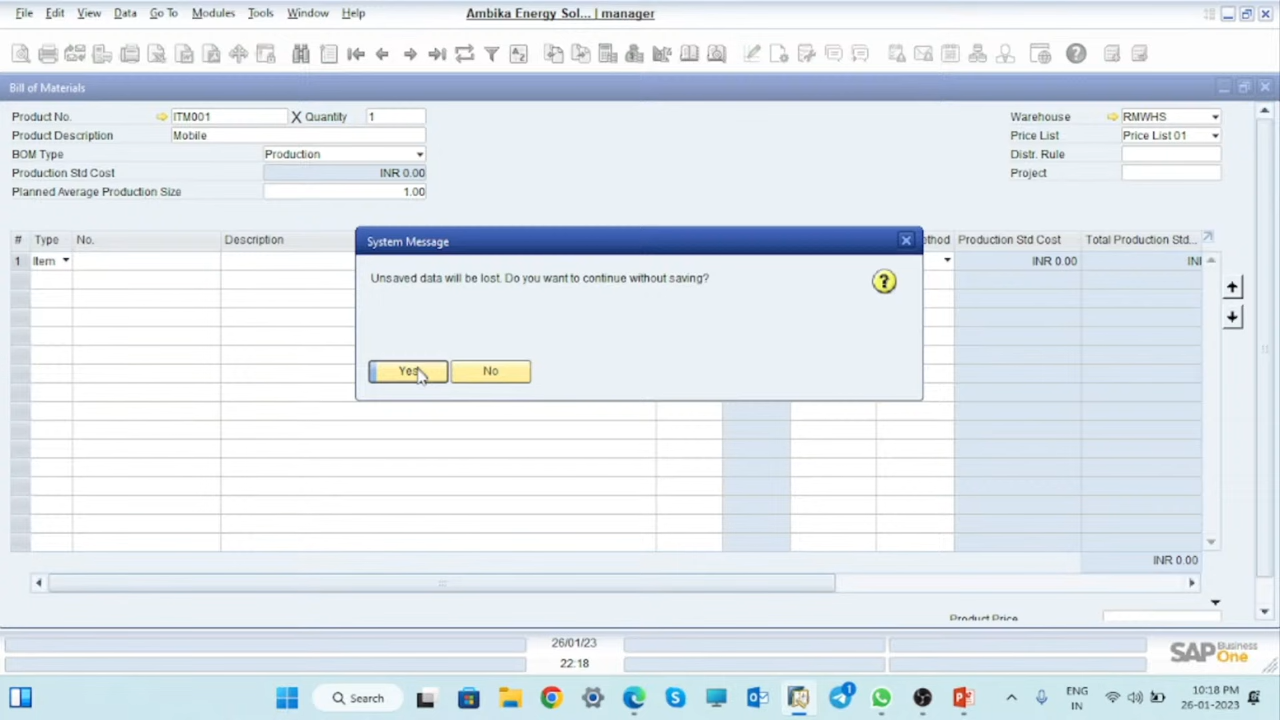 File Edit View Data Go To Modules Tools Window Help Ambika Energy Sol... | manager
Bill of Materials
Product No. ITM001 X Quantity 1 Warehouse RMWHS
Product Description Mobile Price List Price List 01
BOM Type Production Distr. Rule
Production Std Cost INR 0.00 Project
Planned Average Production Size 1.00
# Type No. Description Production Std Cost Total Production Std...
1 Item INR 0.00
System Message
Unsaved data will be lost. Do you want to continue without saving?
?
Yes No
INR 0.00
Product Price
26/01/23
22:18
SAP Business One
Search ENG 10:18 PM
IN 26-01-2023
1